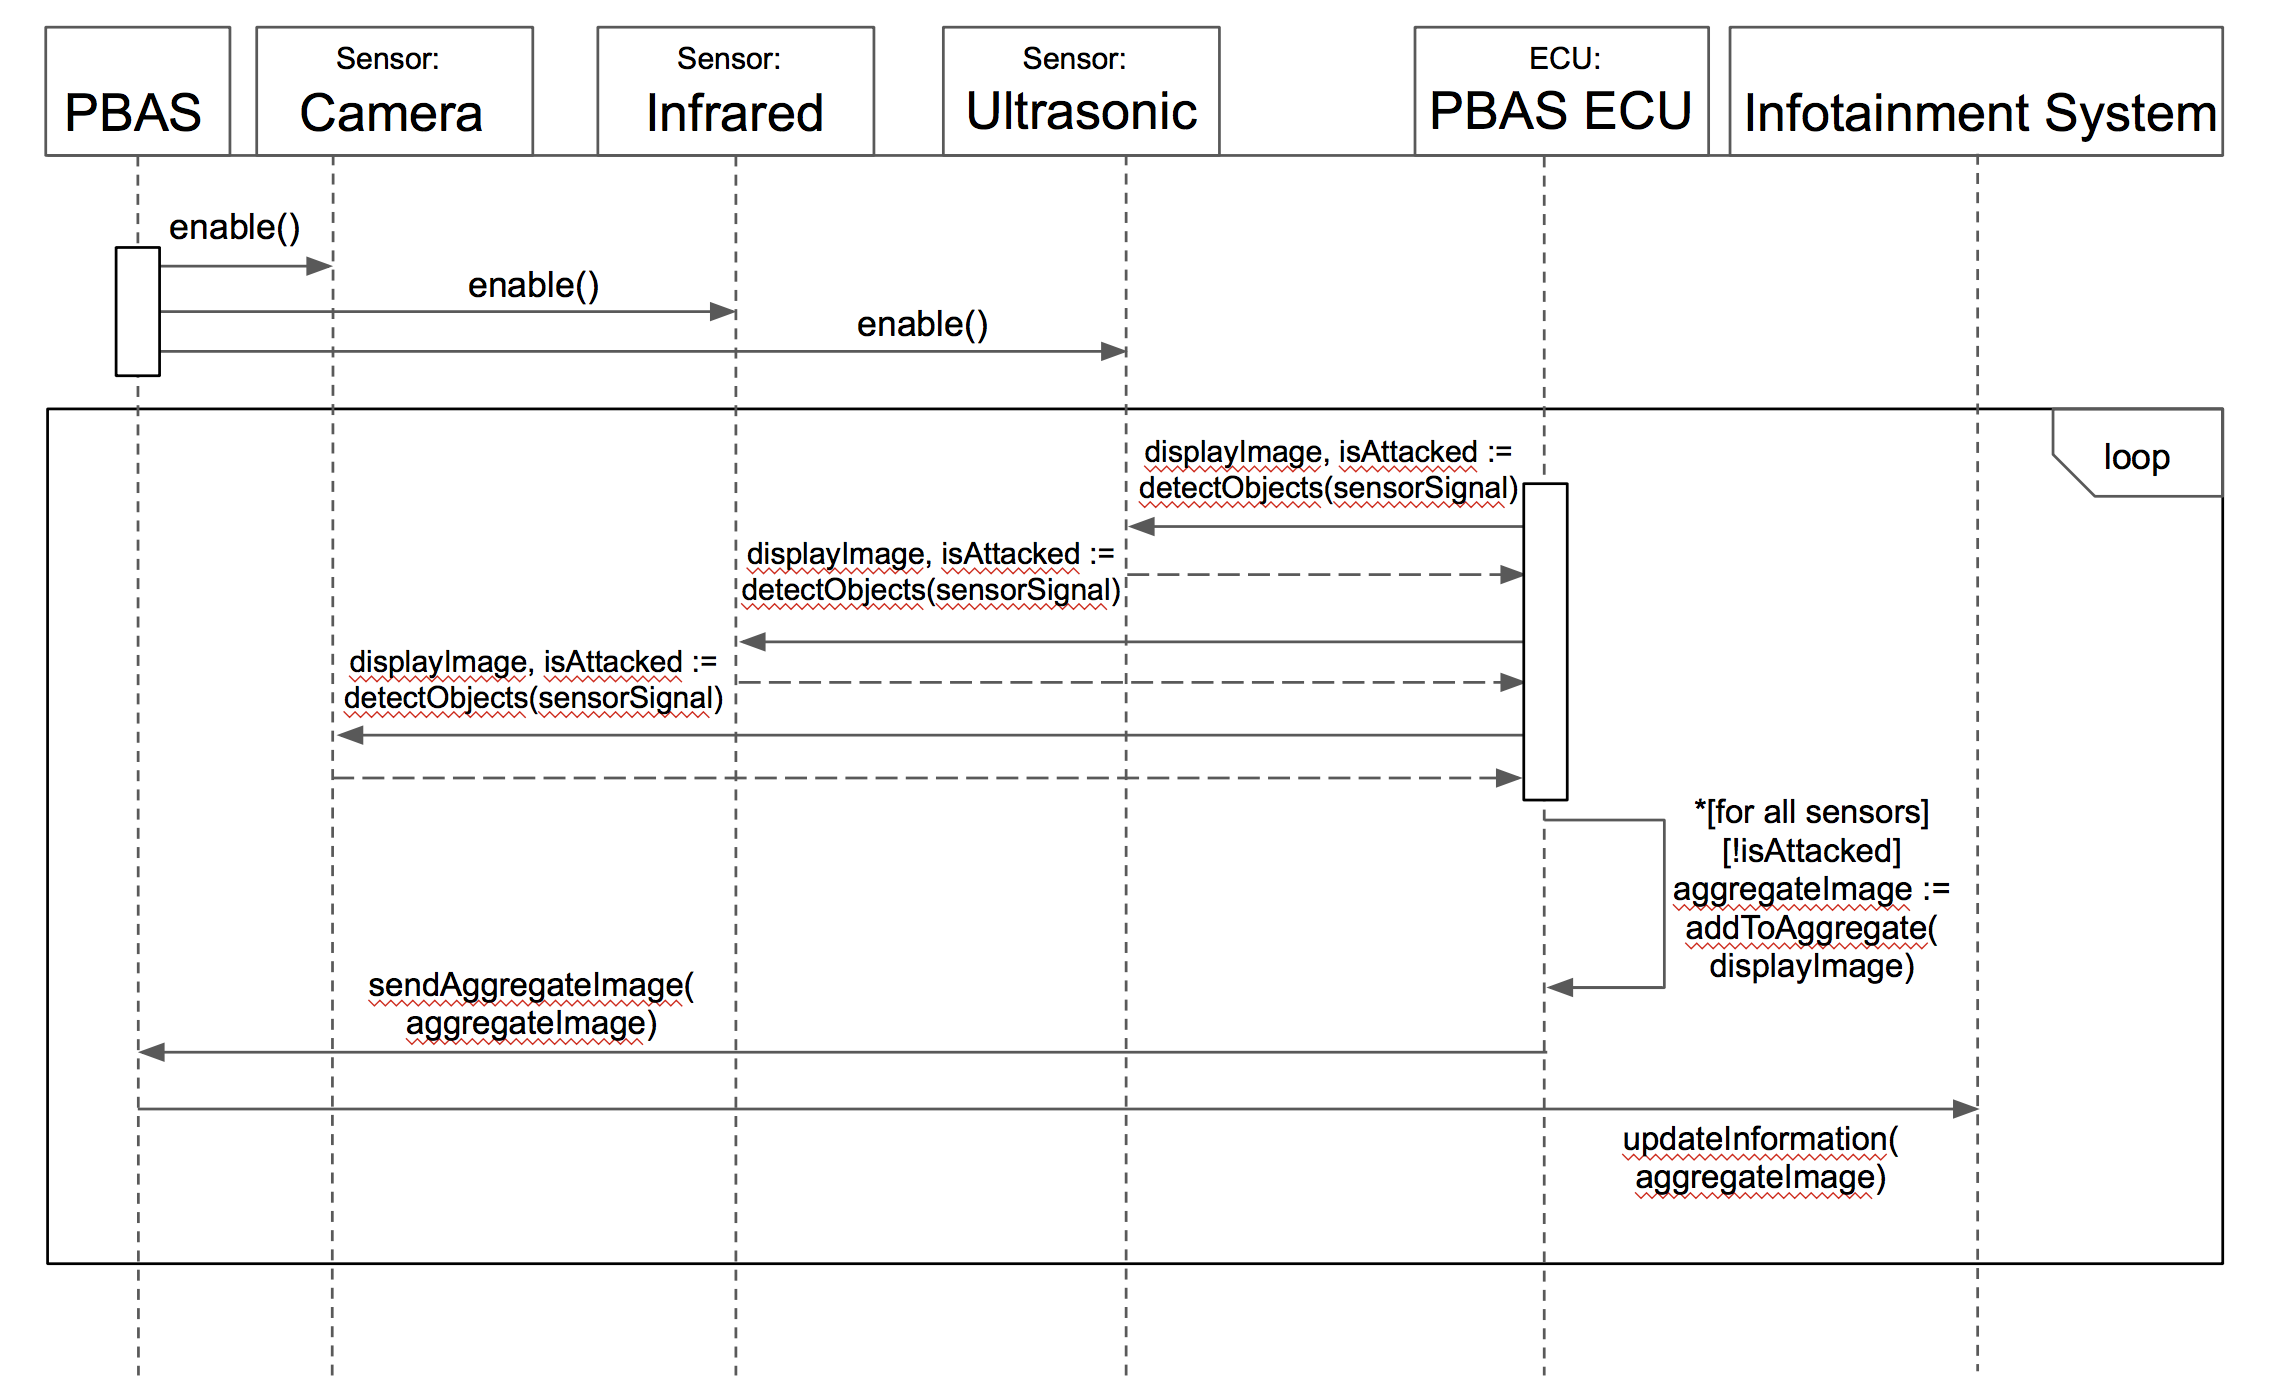 Sensor:
Sensor:
Sensor:
ECU:
PBAS
Camera
Infrared
Ultrasonic
PBAS ECU
Infotainment System
enable()
enable()
enable()
loop
displayImage, isAttacked :=
detectObjects(sensorSignal)
displayImage, isAttacked :=
detectObjects(sensorSignal)
displayImage, isAttacked :=
detectObjects(sensorSignal)
*[for all sensors]
[!isAttacked]
aggregateImage :=
addToAggregate(
displayImage)
sendAggregateImage(
aggregateImage)
updateInformation(
aggregateImage)